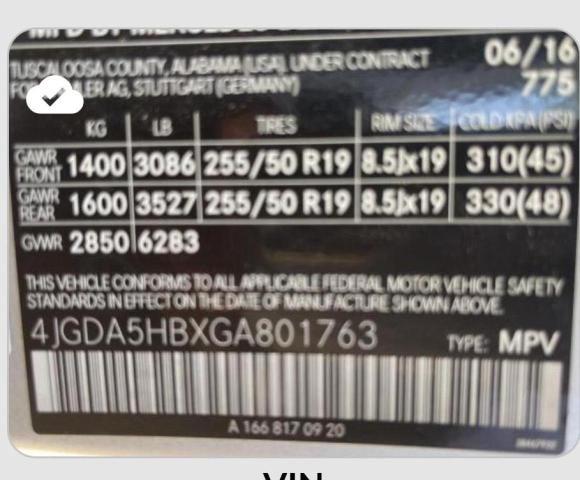 TUSCALOOSA COUNTY, ALABAMA (USA), UNDER CONTRACT
AG, STUTTGART (GERMANY)
06/16
775
KG LB TIRES RIM SIZE COLD KPA(PSI)
GAWR FRONT 1400 3086 255/50 R19 8.5Jx19 310(45)
GAWR REAR 1600 3527 255/50 R19 8.5Jx19 330(48)
GVWR 2850 6283
THIS VEHICLE CONFORMS TO ALL APPLICABLE FEDERAL MOTOR VEHICLE SAFETY
STANDARDS IN EFFECT ON THE DATE OF MANUFACTURE SHOWN ABOVE.
4JGDA5HBXGA801763
TYPE: MPV
A 166 817 09 20
VIN